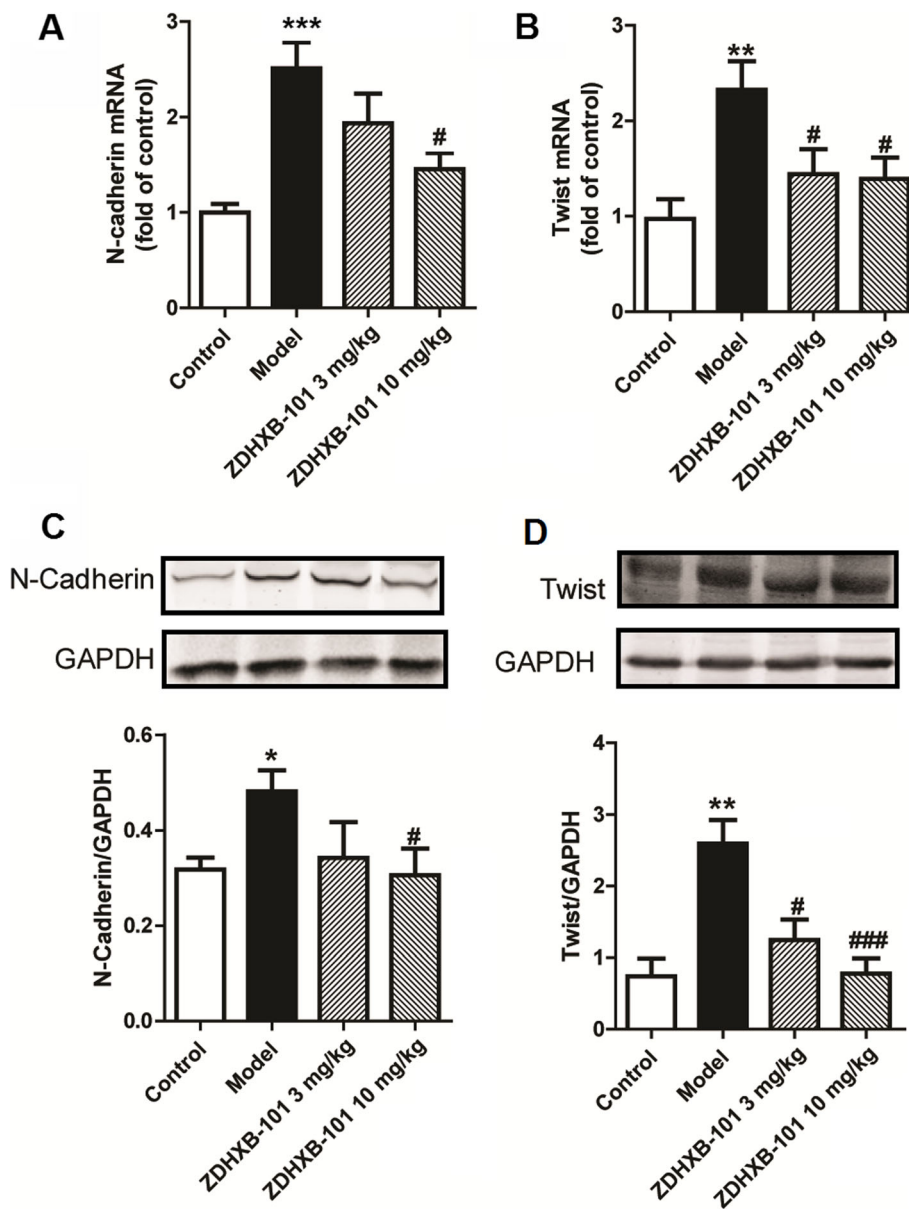 A
N-cadherin mRNA
(fold of control)
3
2
1
0
***
#
Control
Model
ZDHXB-101 3 mg/kg
ZDHXB-101 10 mg/kg
B
Twist mRNA
(fold of control)
3
2
1
0
**
#
#
Control
Model
ZDHXB-101 3 mg/kg
ZDHXB-101 10 mg/kg
C
N-Cadherin
GAPDH
N-Cadherin/GAPDH
0.6
0.4
0.2
0.0
*
#
Control
Model
ZDHXB-101 3 mg/kg
ZDHXB-101 10 mg/kg
D
Twist
GAPDH
Twist/GAPDH
4
3
2
1
0
**
#
###
Control
Model
ZDHXB-101 3 mg/kg
ZDHXB-101 10 mg/kg